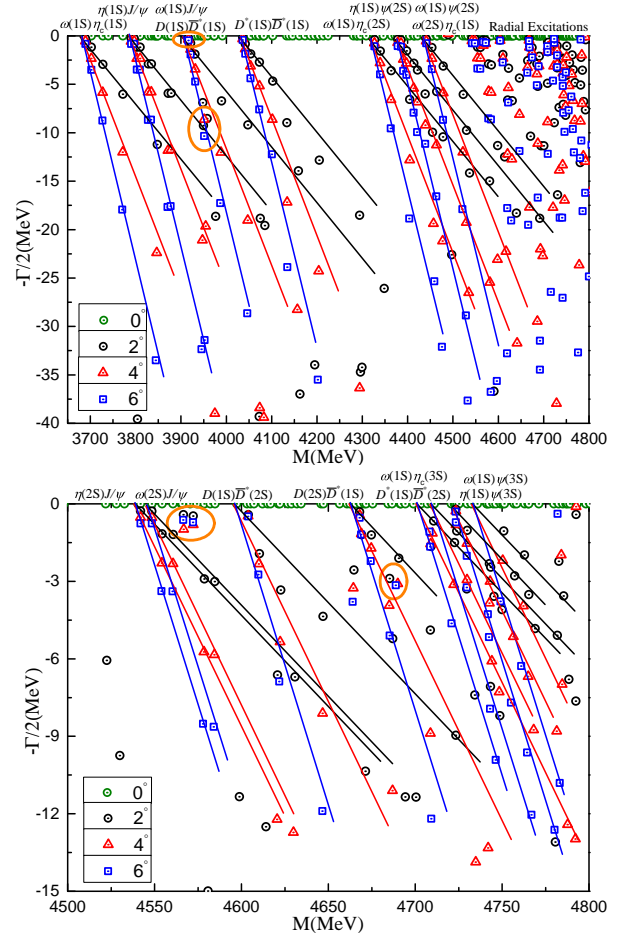 η(1S)J/ψ ω(1S)J/ψ η(1S)ψ(2S) ω(1S)ψ(2S)
ω(1S)η_c(1S) D(1S)D̅*(1S) D*(1S)D̅*(1S) ω(1S)η_c(2S) ω(2S)η_c(1S) Radial Excitations
0
-5
-10
-15
-20
-25
-30
-35
-40
-Γ/2(MeV)
0°
2°
4°
6°
3700 3800 3900 4000 4100 4200 4300 4400 4500 4600 4700 4800
M(MeV)
ω(1S)η_c(3S) ω(1S)ψ(3S)
η(2S)J/ψ ω(2S)J/ψ D(1S)D̅*(2S) D(2S)D̅*(1S) D*(1S)D̅*(2S) η(1S)ψ(3S)
0
-3
-6
-9
-12
-15
-Γ/2(MeV)
0°
2°
4°
6°
4500 4550 4600 4650 4700 4750 4800
M(MeV)